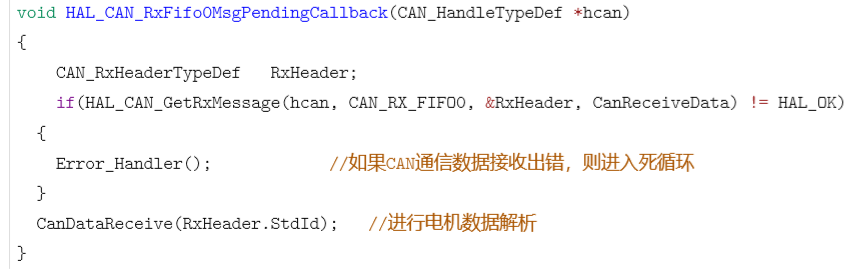 void HAL_CAN_RxFifo0MsgPendingCallback(CAN_HandleTypeDef *hcan)
{
CAN_RxHeaderTypeDef RxHeader;
if(HAL_CAN_GetRxMessage(hcan, CAN_RX_FIFO0, &RxHeader, CanReceiveData) != HAL_OK)
{
Error_Handler(); //如果CAN通信数据接收出错，则进入死循环
}
CanDataReceive(RxHeader.StdId); //进行电机数据解析
}